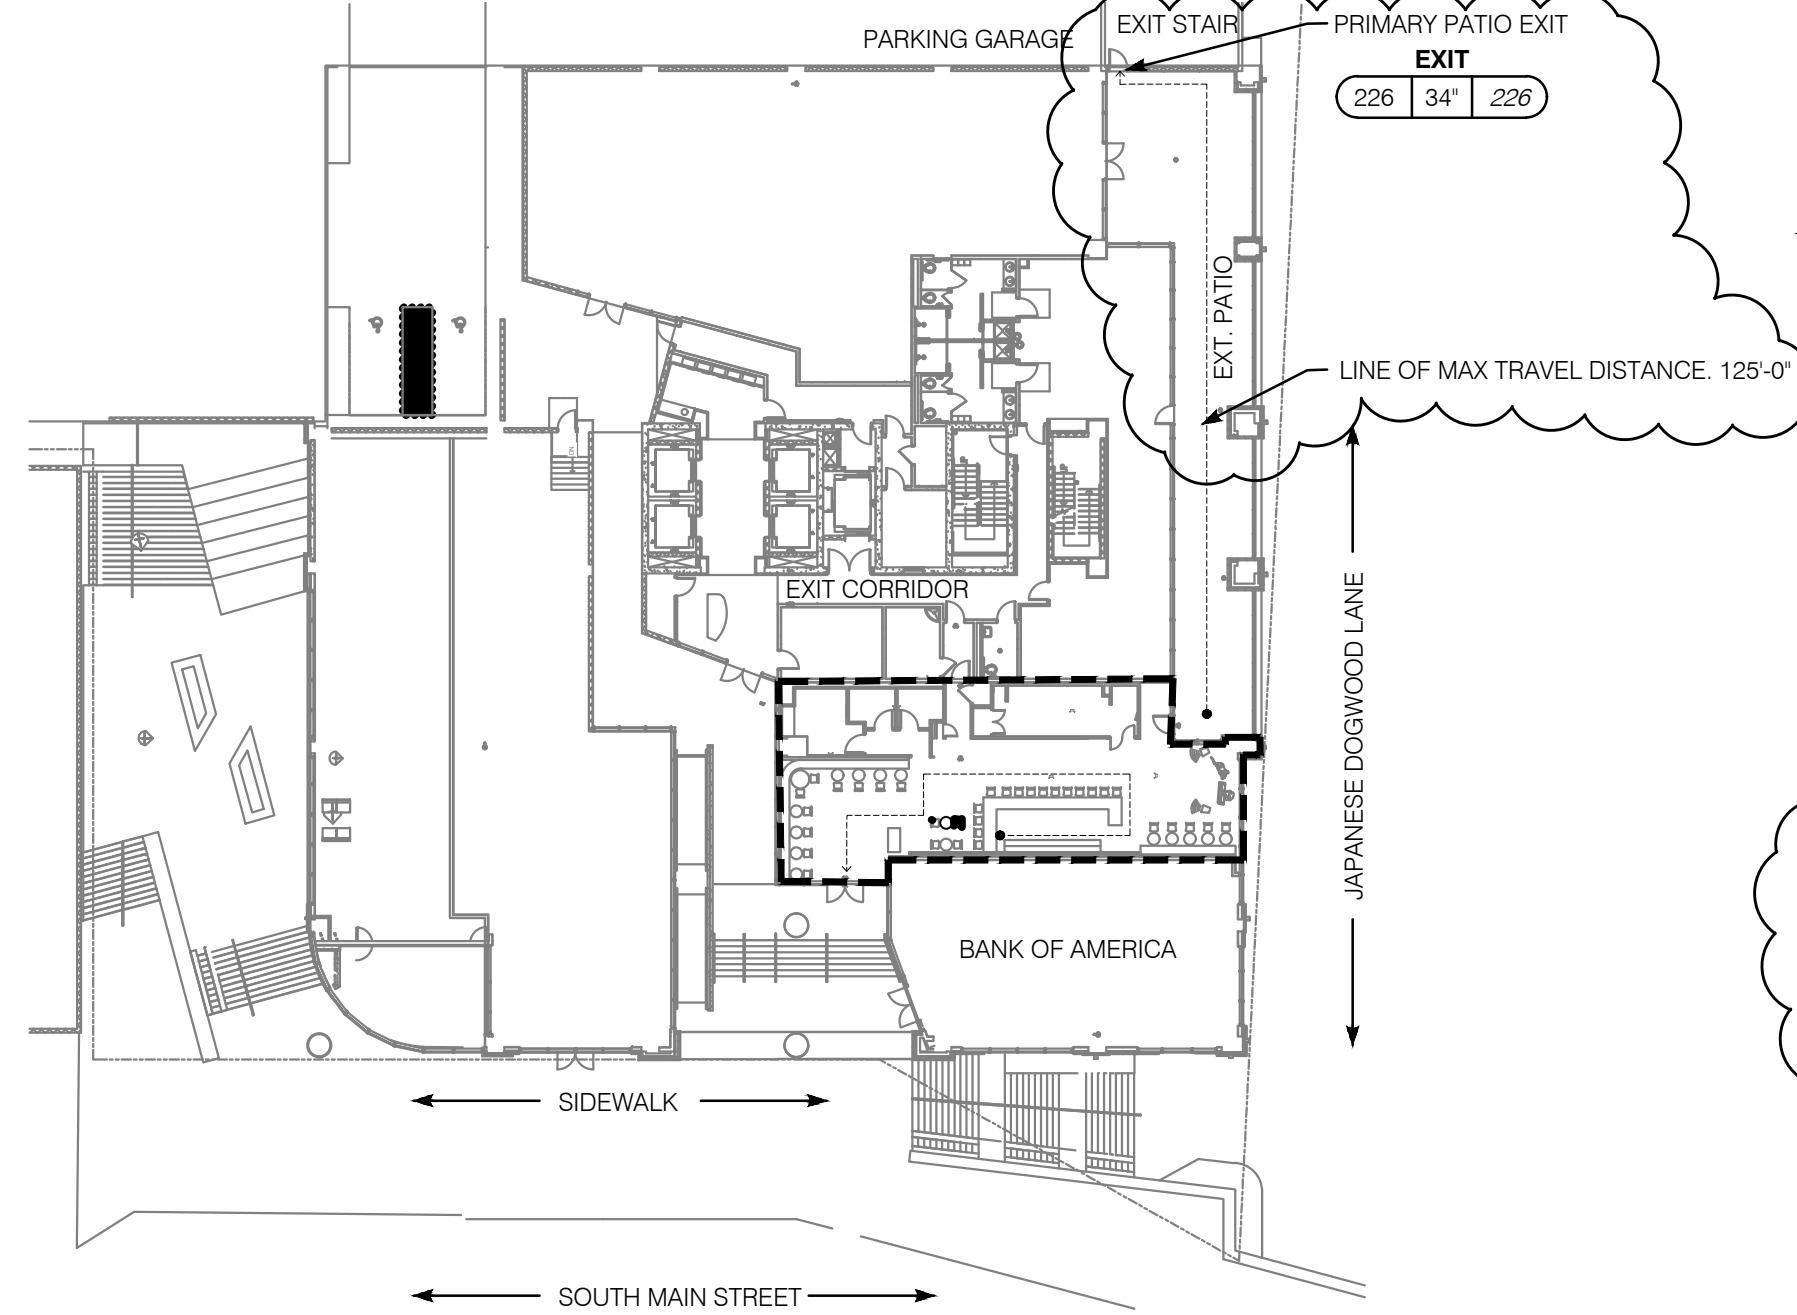 EXIT STAIR
PRIMARY PATIO EXIT
PARKING GARAGE
EXIT
226 34" 226
EXT. PATIO
LINE OF MAX TRAVEL DISTANCE. 125'-0"
DN
EXIT CORRIDOR
JAPANESE DOGWOOD LANE
BANK OF AMERICA
SIDEWALK
SOUTH MAIN STREET